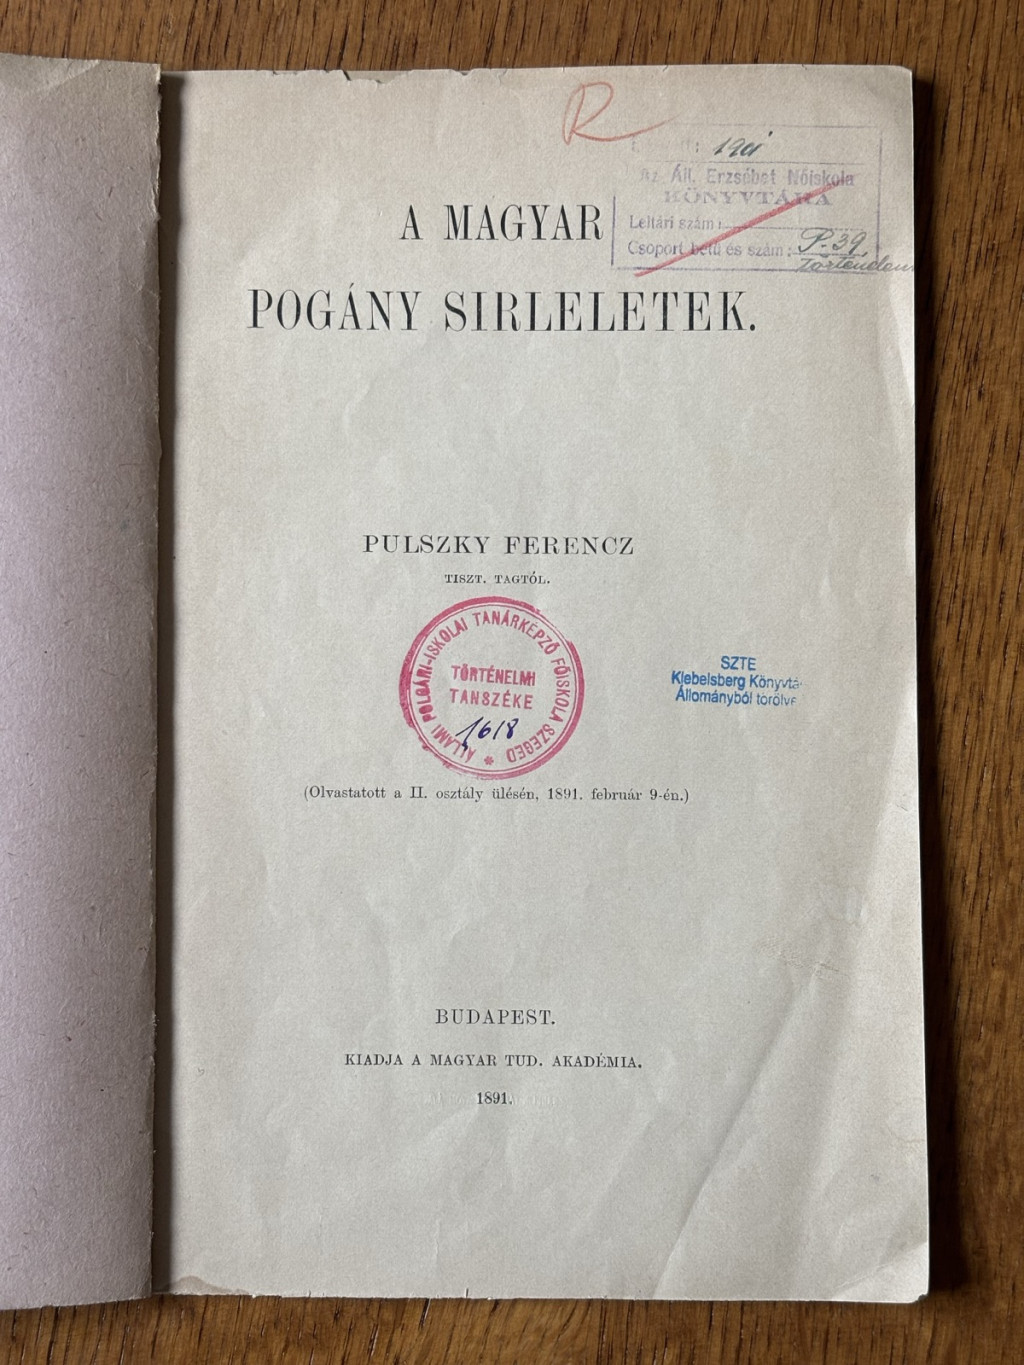 R
1901
Az Áll. Erzsébet Nőiskola
KÖNYVTÁRA
Leltári szám:
Csoport betű és szám: P. 39.
A MAGYAR
POGÁNY SIRLELETEK.
PULSZKY FERENCZ
TISZT. TAGTÓL.
ÁLLAMI POLGÁRI-ISKOLAI TANÁRKÉPZŐ FŐISKOLA SZEGED *
TÖRTÉNELMI
TANSZÉKE
1618
SZTE
Klebelsberg Könyvtá
Állományból törölve
(Olvastatott a II. osztály ülésén, 1891. február 9-én.)
BUDAPEST.
KIADJA A MAGYAR TUD. AKADÉMIA.
1891.